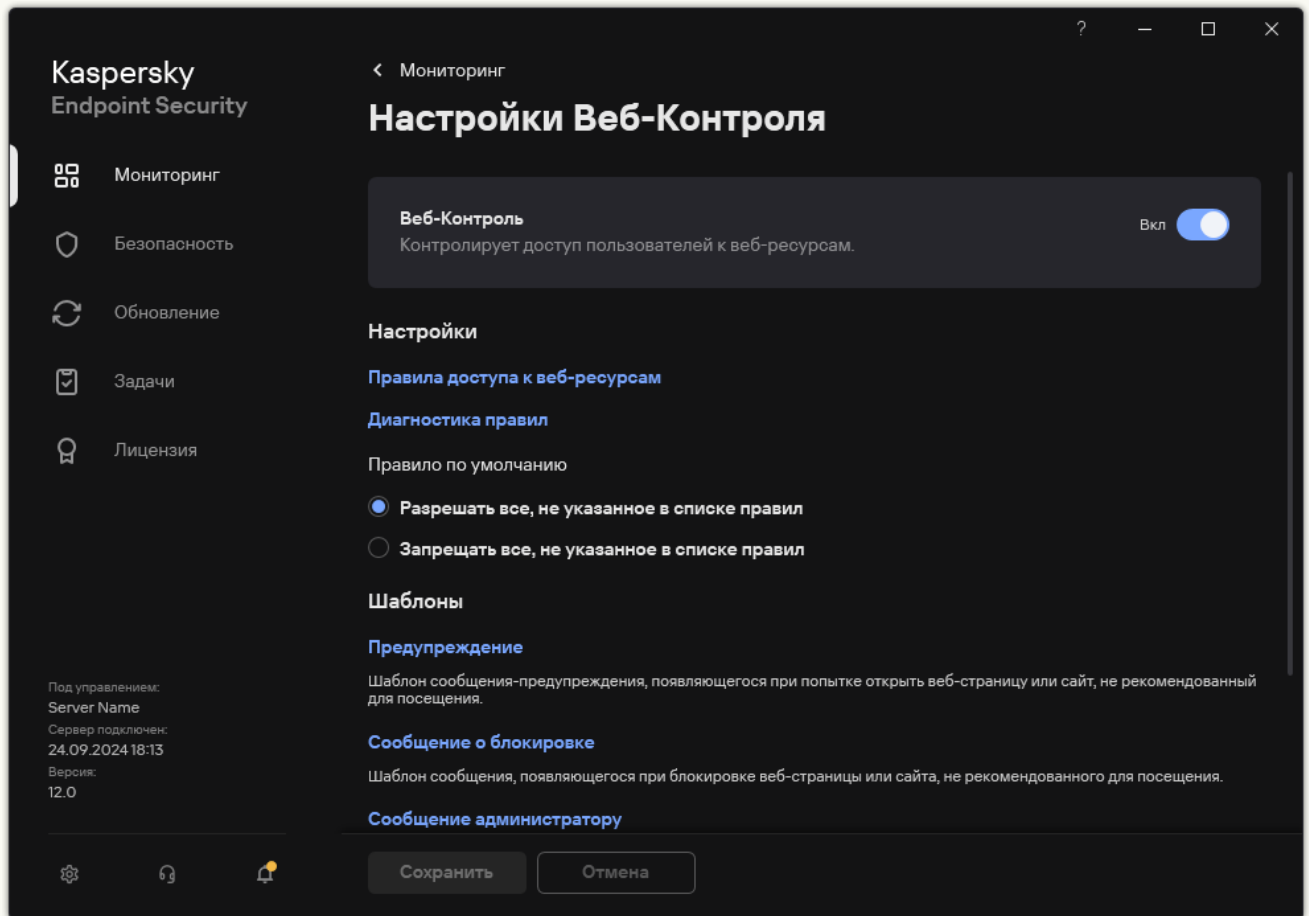 ?
Kaspersky
Endpoint Security
Мониторинг
Безопасность
Обновление
Задачи
Лицензия
Под управлением:
Server Name
Сервер подключен:
24.09.2024 18:13
Версия:
12.0
Мониторинг
Настройки Веб-Контроля
Веб-Контроль
Контролирует доступ пользователей к веб-ресурсам.
Вкл
Настройки
Правила доступа к веб-ресурсам
Диагностика правил
Правило по умолчанию
Разрешать все, не указанное в списке правил
Запрещать все, не указанное в списке правил
Шаблоны
Предупреждение
Шаблон сообщения-предупреждения, появляющегося при попытке открыть веб-страницу или сайт, не рекомендованный
для посещения.
Сообщение о блокировке
Шаблон сообщения, появляющегося при блокировке веб-страницы или сайта, не рекомендованного для посещения.
Сообщение администратору
Сохранить
Отмена